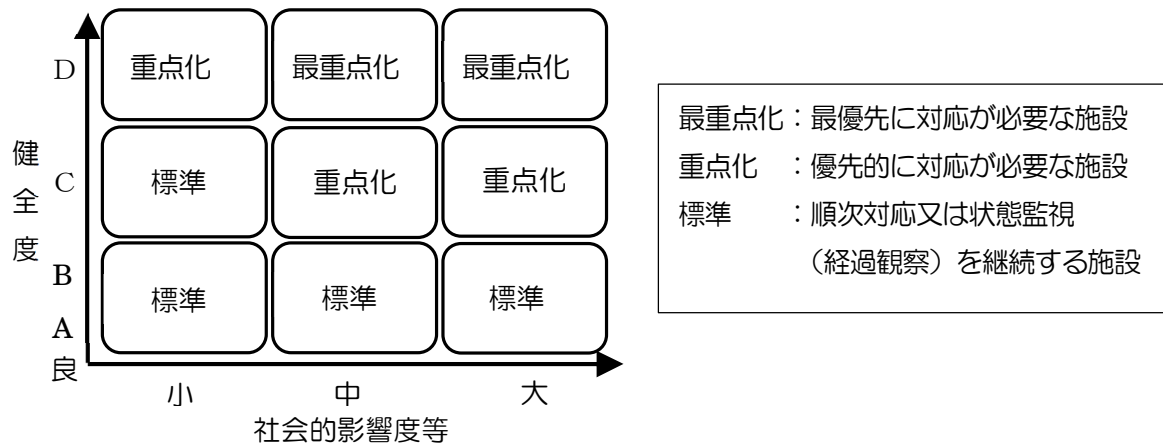 D
重点化
最重点化
最重点化
健全度
C
標準
重点化
重点化
B
A
良
標準
標準
標準
小
中
大
社会的影響度等
最重点化：最優先に対応が必要な施設
重点化　：優先的に対応が必要な施設
標準　　：順次対応又は状態監視
（経過観察）を継続する施設